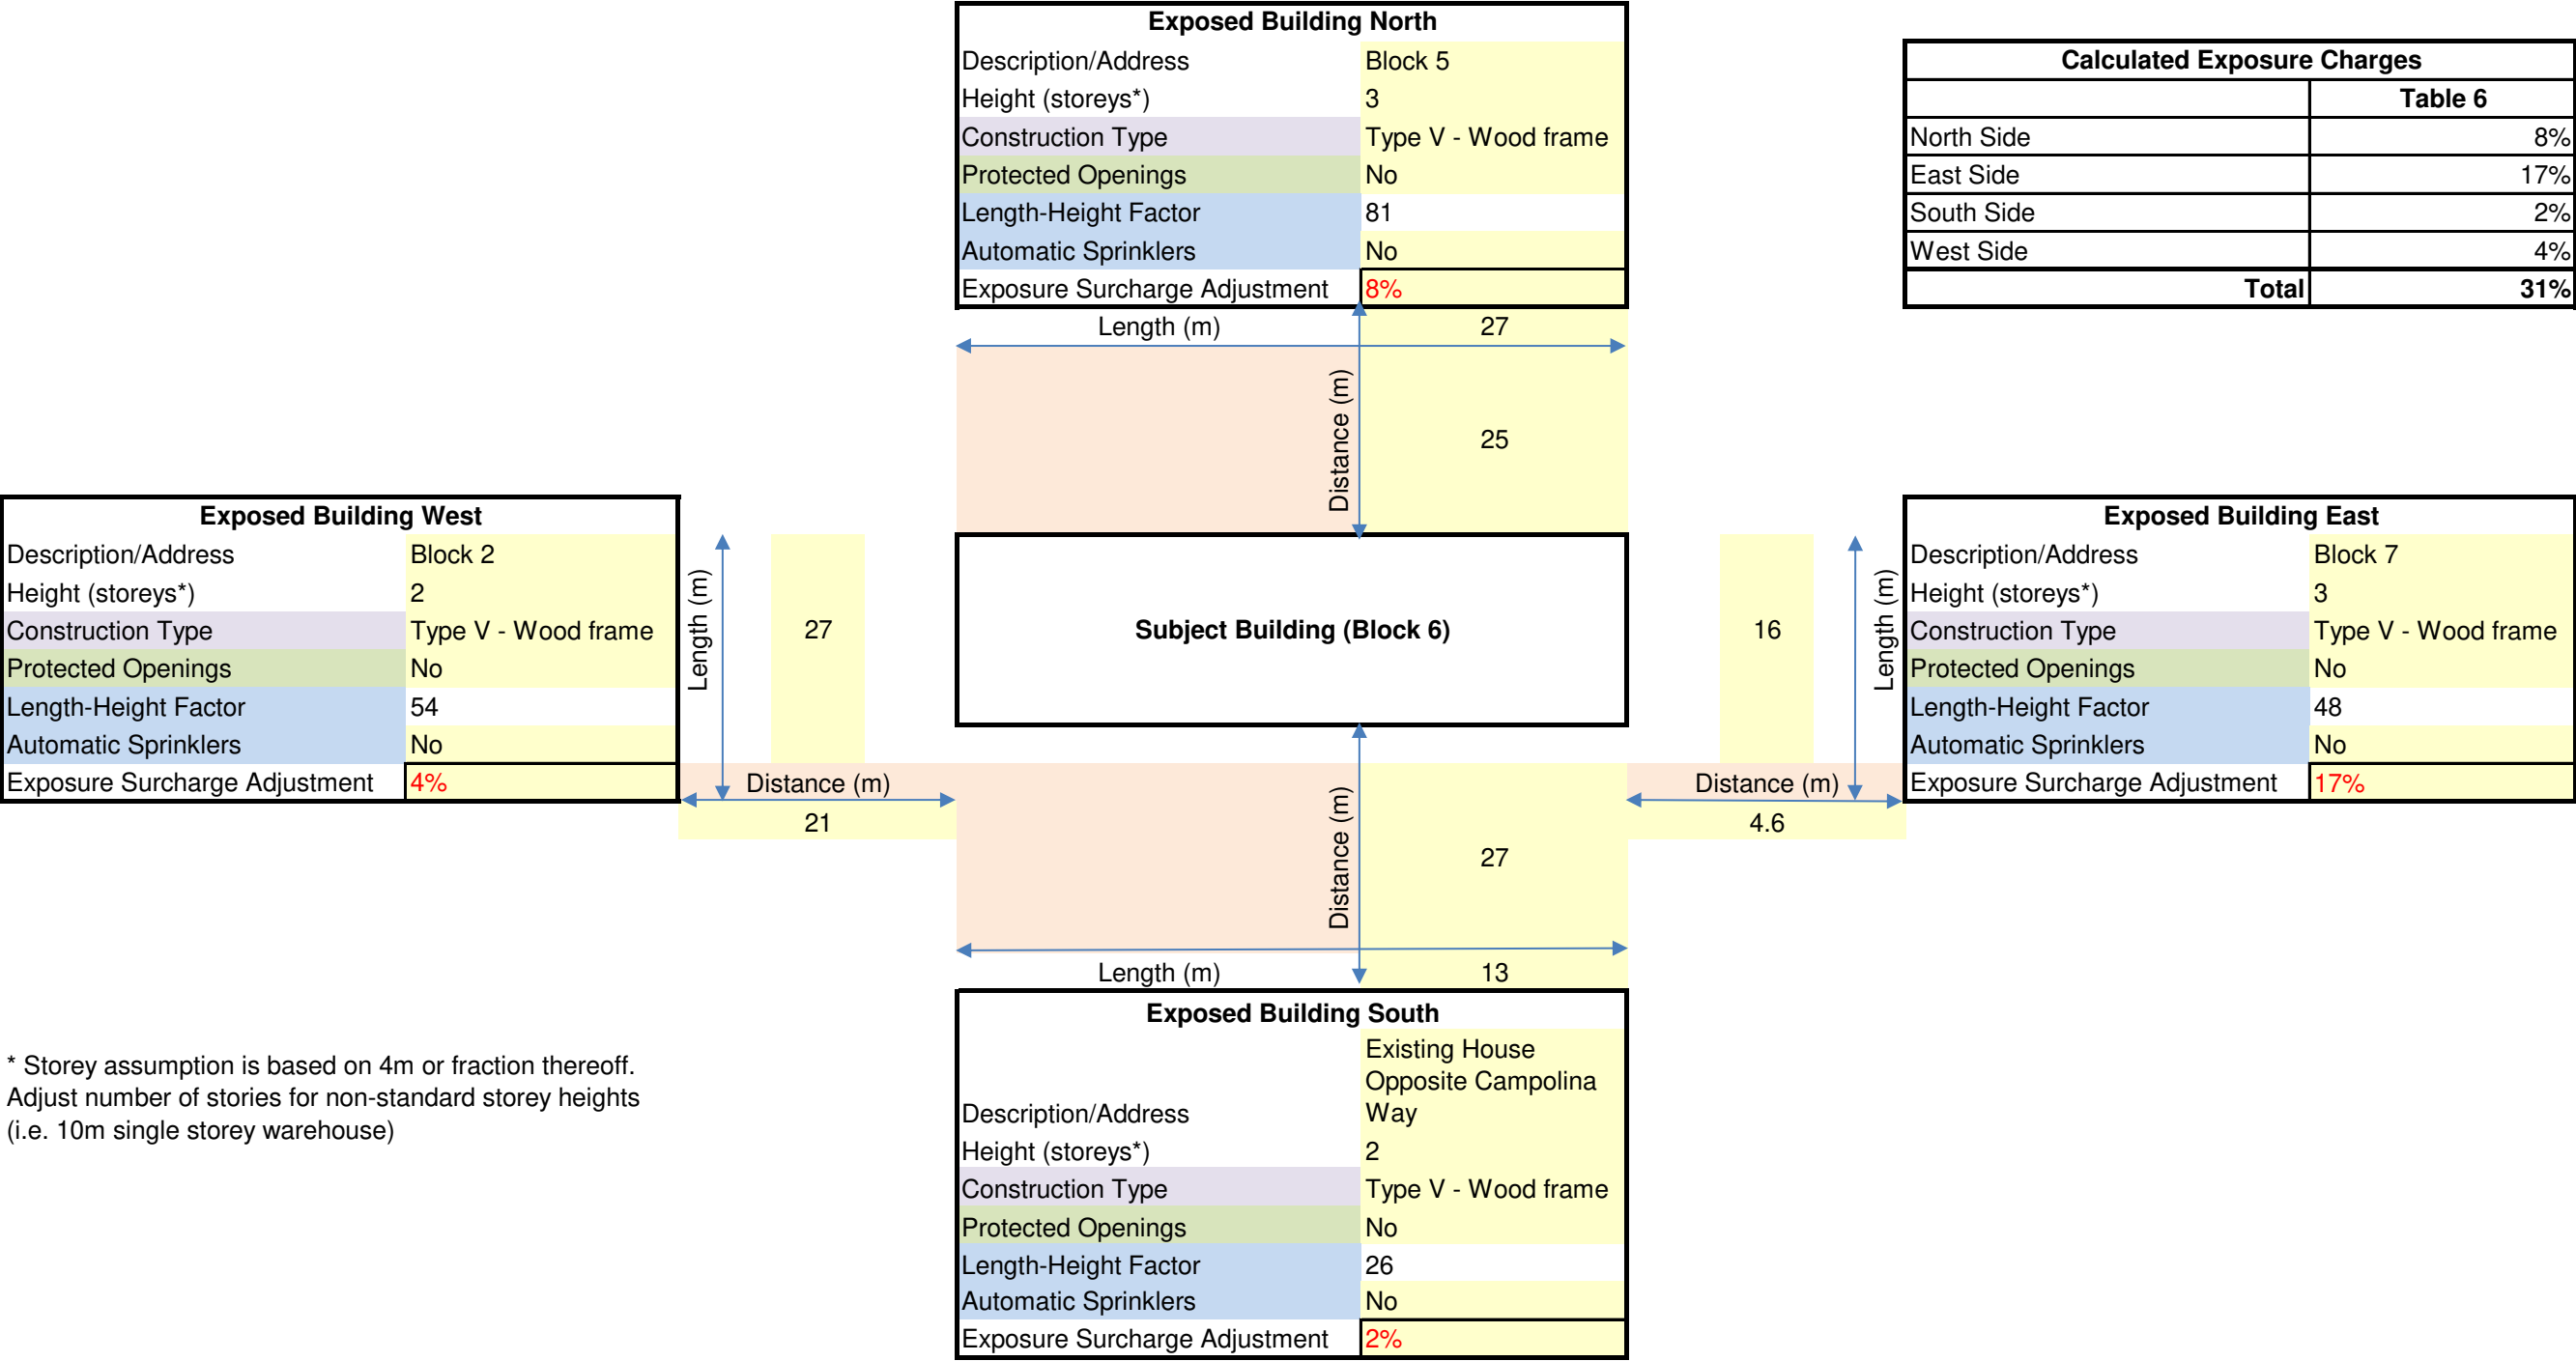 Exposed Building North
Description/Address Block 5
Height (storeys*) 3
Construction Type Type V - Wood frame
Protected Openings No
Length-Height Factor 81
Automatic Sprinklers No
Exposure Surcharge Adjustment 8%
Calculated Exposure Charges
Table 6
North Side 8%
East Side 17%
South Side 2%
West Side 4%
Total 31%
Length (m) 27
Distance (m) 25
Exposed Building West
Description/Address Block 2
Height (storeys*) 2
Construction Type Type V - Wood frame
Protected Openings No
Length-Height Factor 54
Automatic Sprinklers No
Exposure Surcharge Adjustment 4%
Length (m) 27
Distance (m)
21
Subject Building (Block 6)
16 Length (m)
Distance (m)
4.6
Exposed Building East
Description/Address Block 7
Height (storeys*) 3
Construction Type Type V - Wood frame
Protected Openings No
Length-Height Factor 48
Automatic Sprinklers No
Exposure Surcharge Adjustment 17%
Distance (m) 27
Length (m) 13
Exposed Building South
Existing House
Opposite Campolina
Description/Address Way
Height (storeys*) 2
Construction Type Type V - Wood frame
Protected Openings No
Length-Height Factor 26
Automatic Sprinklers No
Exposure Surcharge Adjustment 2%
* Storey assumption is based on 4m or fraction thereoff.
Adjust number of stories for non-standard storey heights
(i.e. 10m single storey warehouse)